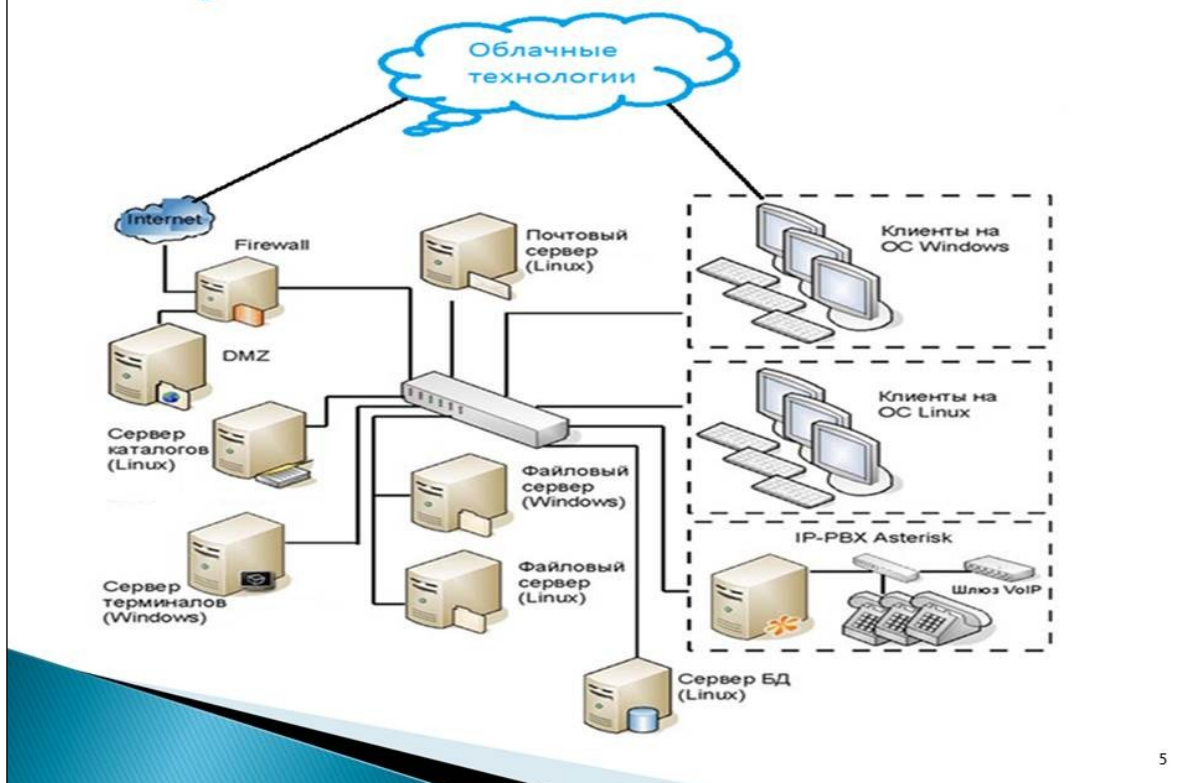 Облачные
технологии
Internet
Firewall
Почтовый
сервер
(Linux)
Клиенты на
ОС Windows
DMZ
Клиенты на
ОС Linux
Сервер
каталогов
(Linux)
Файловый
сервер
(Windows)
IP-PBX Asterisk
Шлюз VoIP
Файловый
сервер
(Linux)
Сервер
терминалов
(Windows)
Сервер БД
(Linux)
5